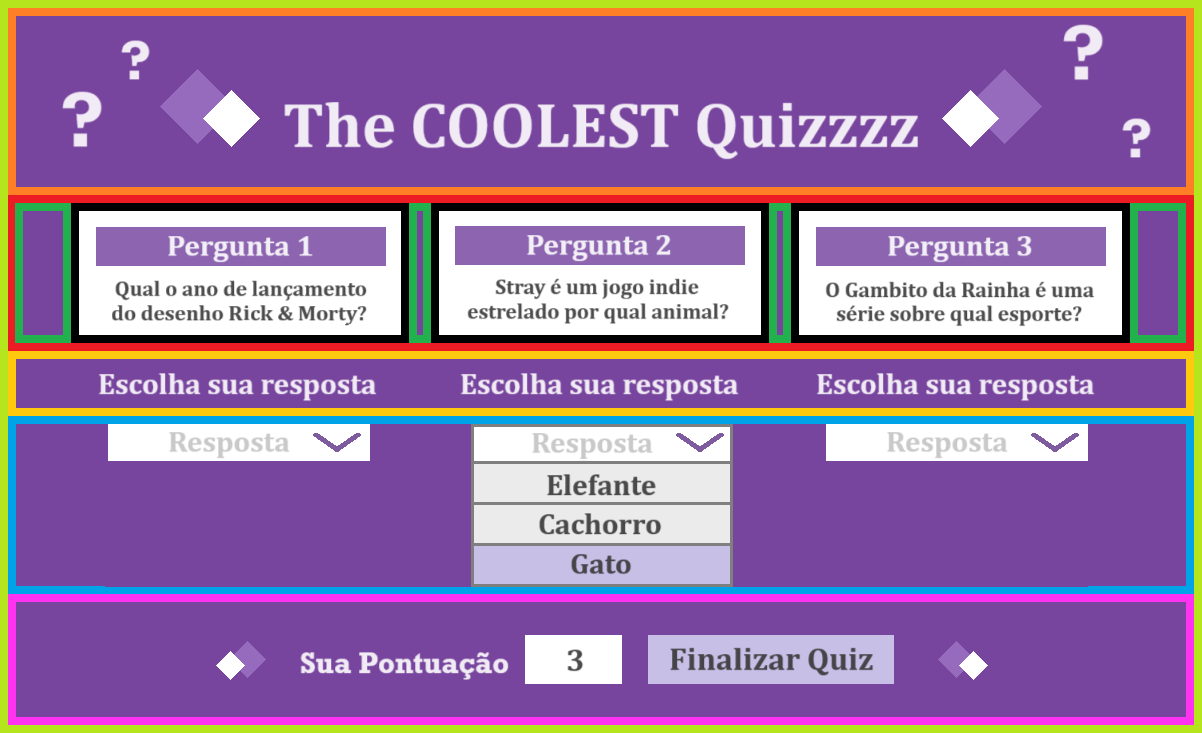 ? ?
? ?
The COOLEST Quizzzz
Pergunta 1
Qual o ano de lançamento
do desenho Rick & Morty?
Pergunta 2
Stray é um jogo indie
estrelado por qual animal?
Pergunta 3
O Gambito da Rainha é uma
série sobre qual esporte?
Escolha sua resposta
Escolha sua resposta
Escolha sua resposta
Resposta
Resposta
Elefante
Cachorro
Gato
Resposta
Sua Pontuação 3 Finalizar Quiz